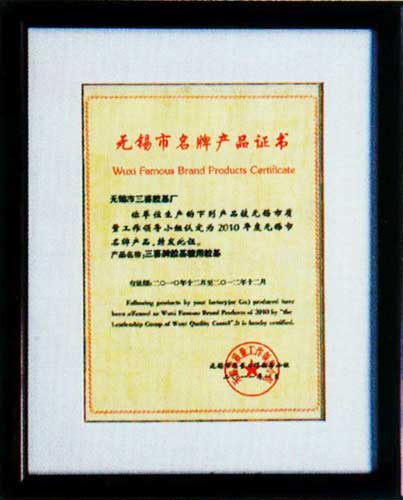 无锡市名牌产品证书
Wuxi Famous Brand Products Certificate
无锡市三喜胶基厂
你单位生产的下列产品被无锡市质
量工作领导小组认定为2010年度无锡市
名牌产品，特发此证。
产品名称：三喜牌胶基糖用胶基
有效期：二〇一〇年十二月至二〇一二年十二月
Following products by your factory(or Co.) produced have
been affirmed as Wuxi Famous Brand Products of 2010 by "the
Leadership Group of Wuxi Quality Council". It is hereby certified.